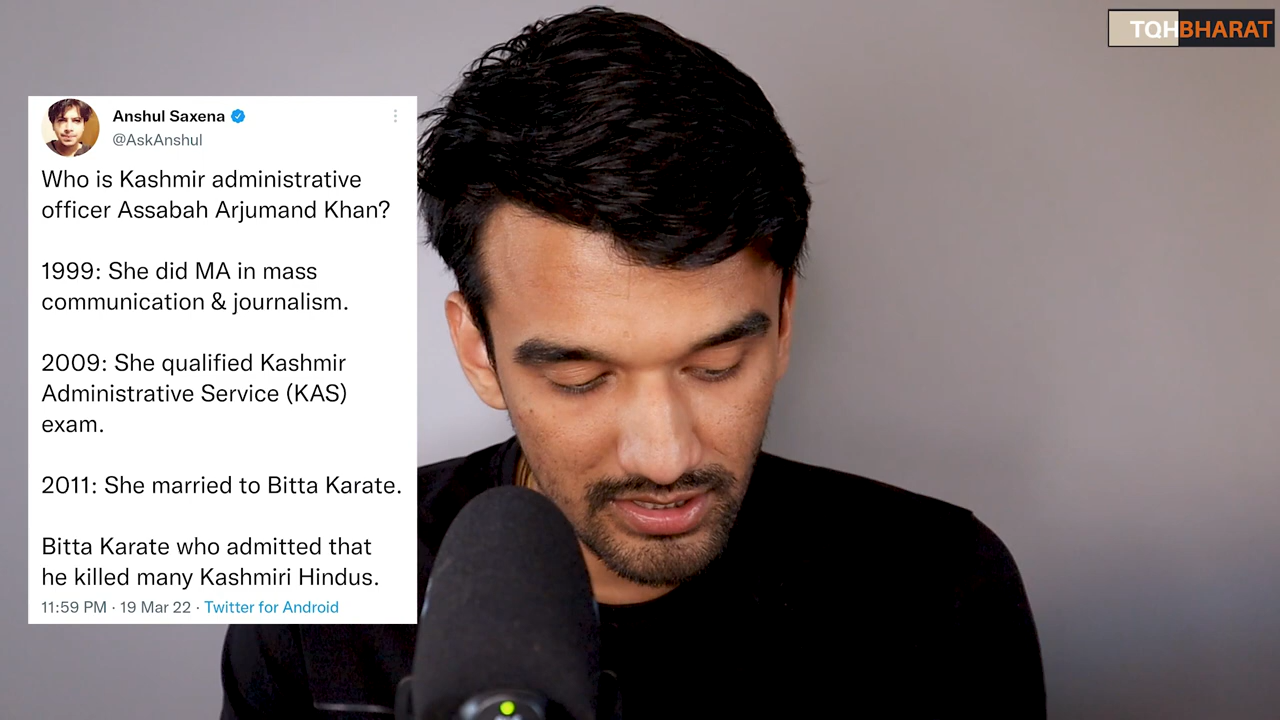 TQHBHARAT
Anshul Saxena
@AskAnshul
Who is Kashmir administrative
officer Assabah Arjumand Khan?
1999: She did MA in mass
communication & journalism.
2009: She qualified Kashmir
Administrative Service (KAS)
exam.
2011: She married to Bitta Karate.
Bitta Karate who admitted that
he killed many Kashmiri Hindus.
11:59 PM · 19 Mar 22 · Twitter for Android